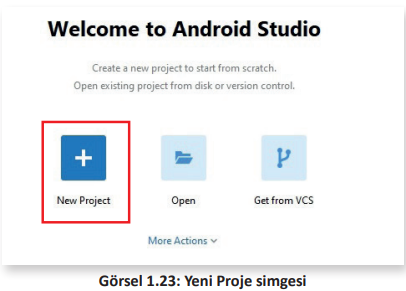 Welcome to Android Studio
Create a new project to start from scratch.
Open existing project from disk or version control.
New Project
Open
Get from VCS
More Actions
Görsel 1.23: Yeni Proje simgesi